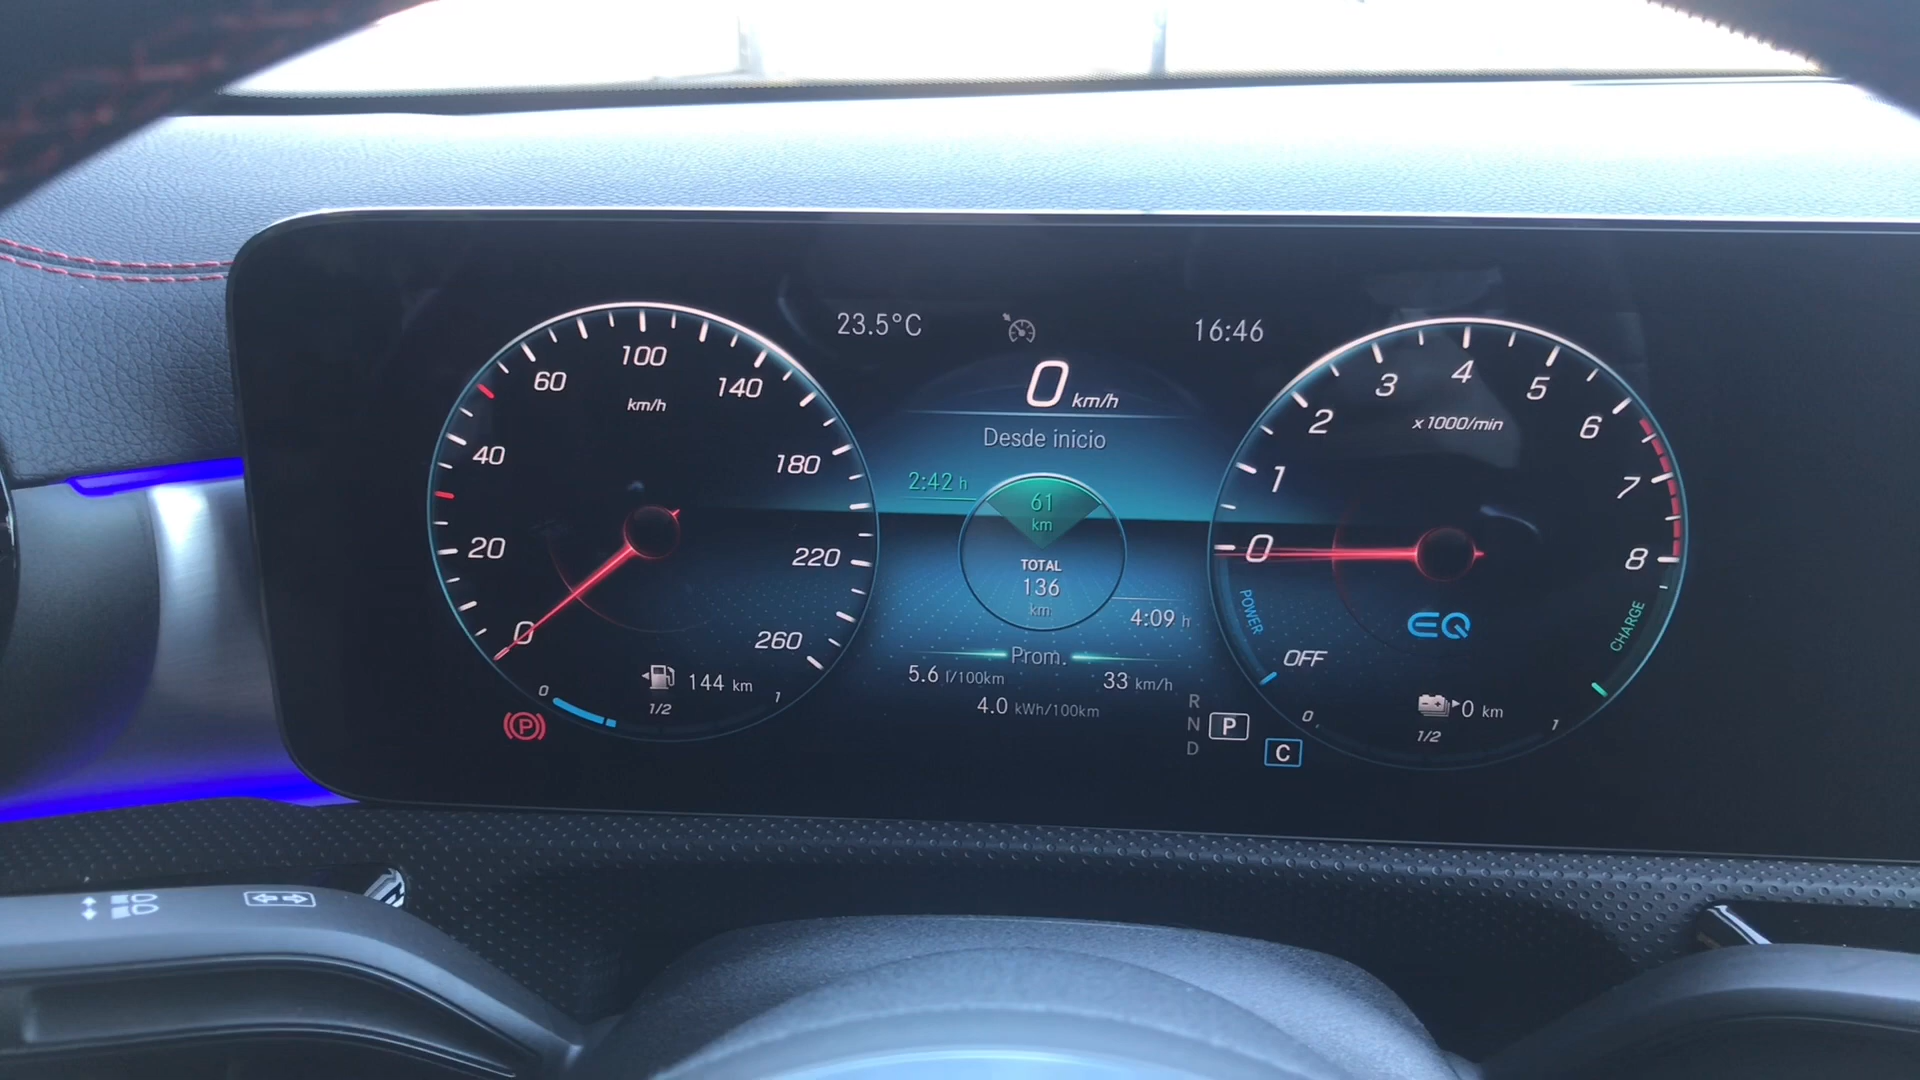 23.5°C
16:46
0 km/h
Desde inicio
2:42 h
61
km
TOTAL
136
km
4:09 h
Prom.
5.6 l/100km
33 km/h
4.0 kWh/100km
0
20
40
60
100
140
180
220
260
km/h
144 km
0
1/2
1
P
R
N
D
P
C
0
1
2
3
4
5
6
7
8
x1000/min
POWER
OFF
EQ
CHARGE
0 km
0
1/2
1